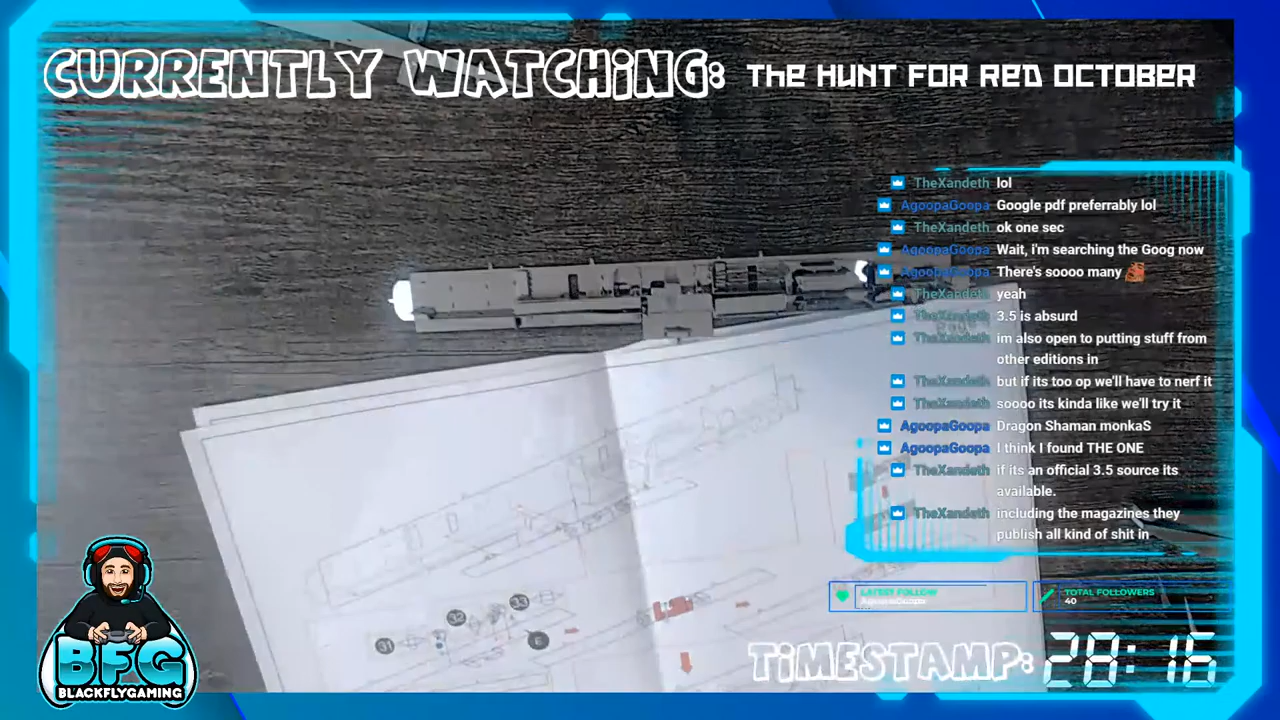 CURRENTLY WATCHiNG: The HUNT FOR RED OCTOBER
TheXandeth lol
AgoopaGoopa Google pdf preferrably lol
TheXandeth ok one sec
AgoopaGoopa Wait, i'm searching the Goog now
AgoopaGoopa There's soooo many
TheXandeth yeah
TheXandeth 3.5 is absurd
TheXandeth im also open to putting stuff from
other editions in
TheXandeth but if its too op we'll have to nerf it
TheXandeth soooo its kinda like we'll try it
AgoopaGoopa Dragon Shaman monkaS
AgoopaGoopa I think I found THE ONE
TheXandeth if its an official 3.5 source its
available.
TheXandeth including the magazines they
publish all kind of shit in
LATEST FOLLOW
AgoopaGoopa
TOTAL FOLLOWERS
40
TiMESTAMP: 28:16
BFG
BLACKFLYGAMING
E